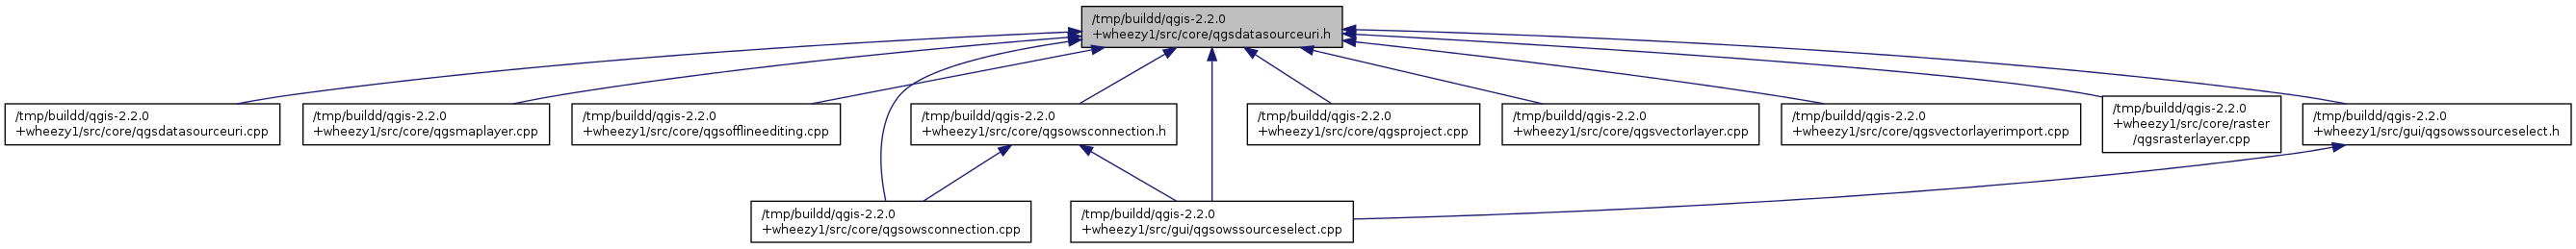 /tmp/buildd/qgis-2.2.0
+wheezy1/src/core/qgsdatasourceuri.h
/tmp/buildd/qgis-2.2.0
+wheezy1/src/core/qgsdatasourceuri.cpp
/tmp/buildd/qgis-2.2.0
+wheezy1/src/core/qgsmaplayer.cpp
/tmp/buildd/qgis-2.2.0
+wheezy1/src/core/qgsofflineediting.cpp
/tmp/buildd/qgis-2.2.0
+wheezy1/src/core/qgsowsconnection.h
/tmp/buildd/qgis-2.2.0
+wheezy1/src/core/qgsproject.cpp
/tmp/buildd/qgis-2.2.0
+wheezy1/src/core/qgsvectorlayer.cpp
/tmp/buildd/qgis-2.2.0
+wheezy1/src/core/qgsvectorlayerimport.cpp
/tmp/buildd/qgis-2.2.0
+wheezy1/src/core/raster
/qgsrasterlayer.cpp
/tmp/buildd/qgis-2.2.0
+wheezy1/src/gui/qgsowssourceselect.h
/tmp/buildd/qgis-2.2.0
+wheezy1/src/core/qgsowsconnection.cpp
/tmp/buildd/qgis-2.2.0
+wheezy1/src/gui/qgsowssourceselect.cpp